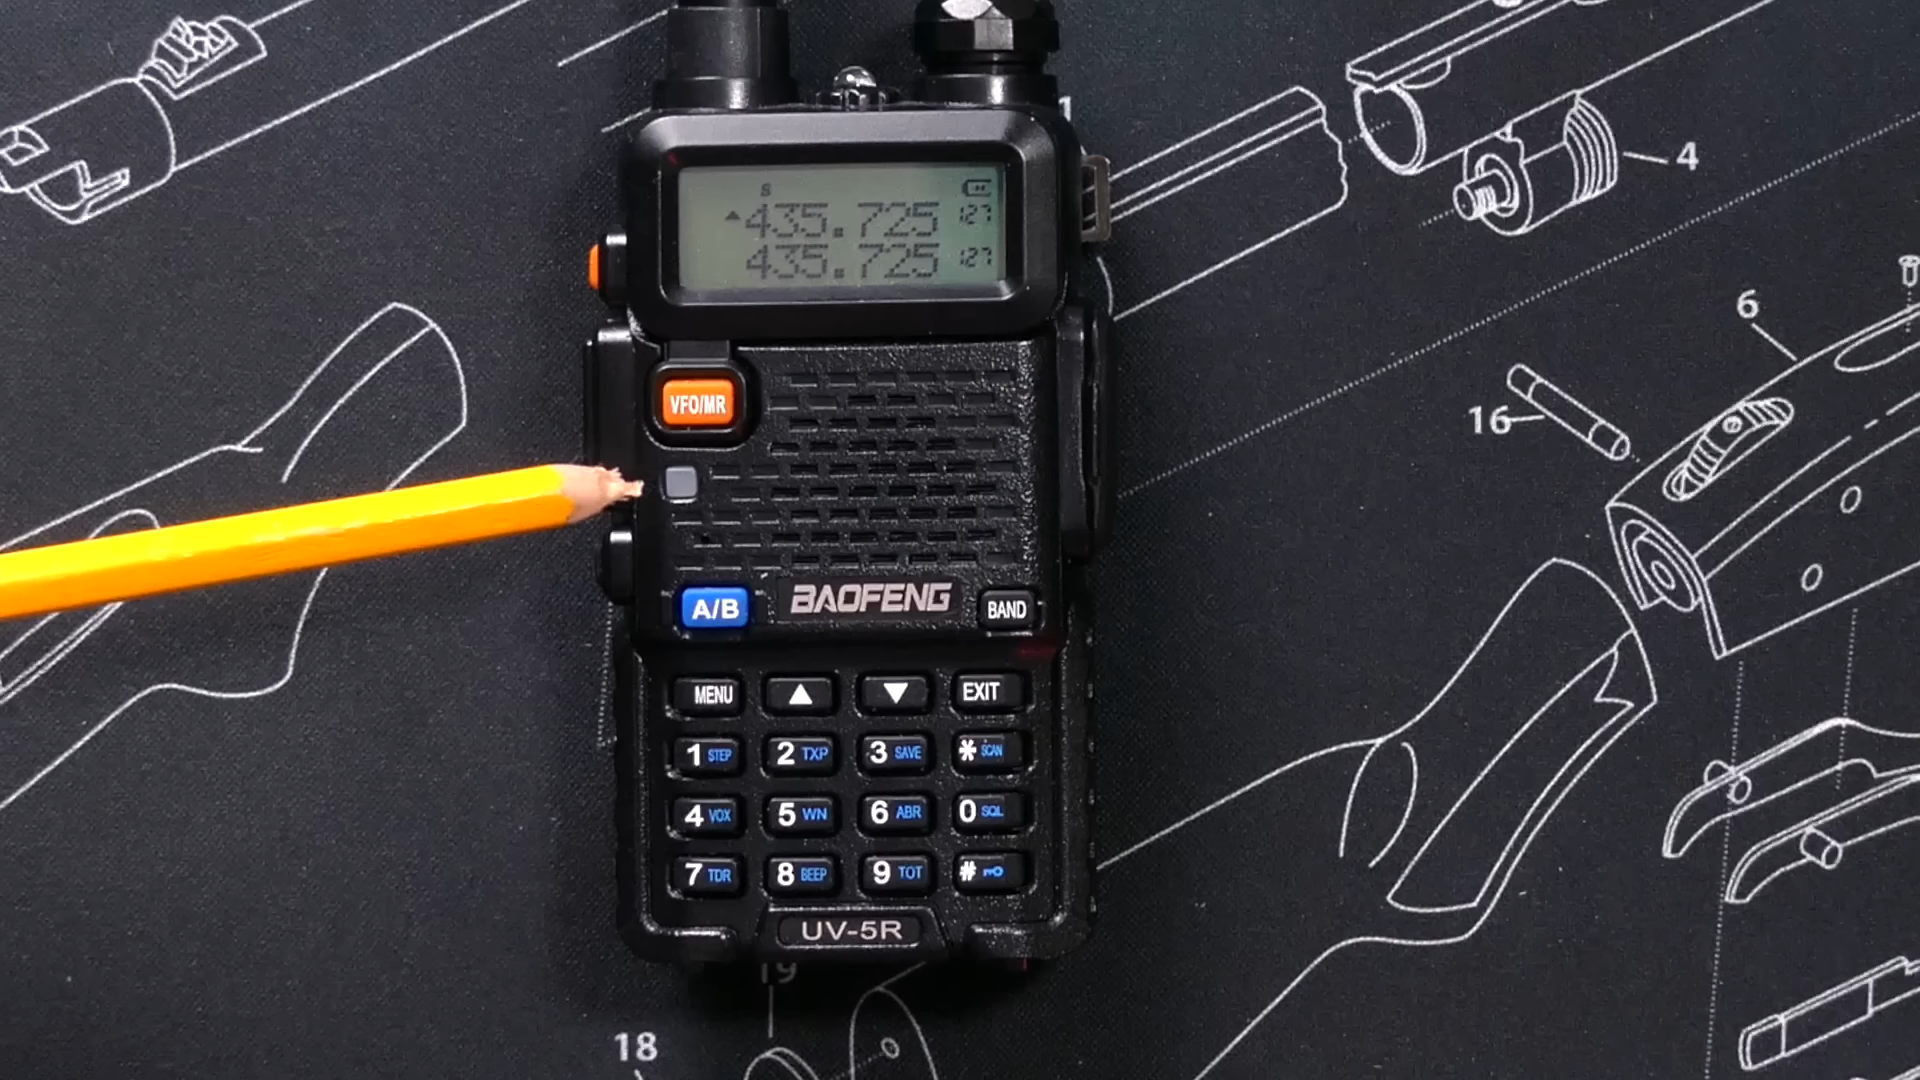 1
4
S
435.725 127
435.725 127
6
16
VFO/MR
A/B BAOFENG BAND
MENU ▲ ▼ EXIT
1 STEP 2 TXP 3 SAVE * SCAN
4 VOX 5 WN 6 ABR 0 SQL
7 TDR 8 BEEP 9 TOT #
UV-5R
19
18